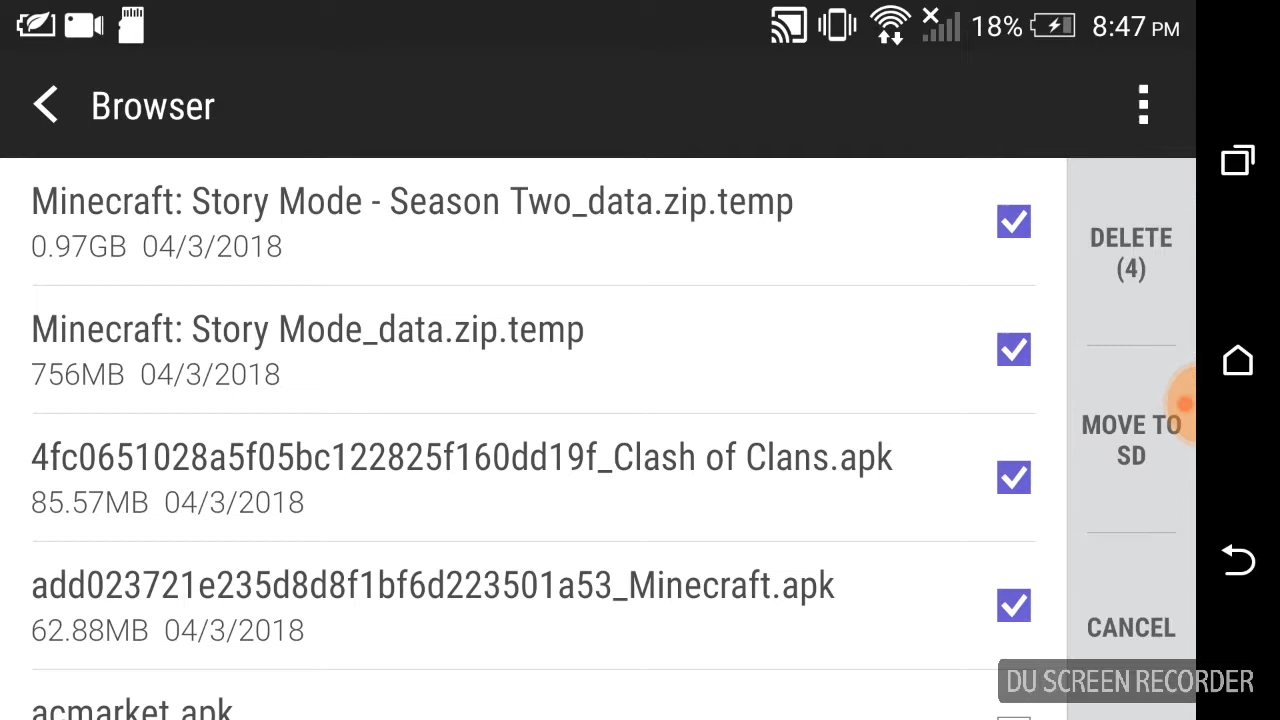 18% 8:47 PM
Browser
Minecraft: Story Mode - Season Two_data.zip.temp
0.97GB 04/3/2018
Minecraft: Story Mode_data.zip.temp
756MB 04/3/2018
4fc0651028a5f05bc122825f160dd19f_Clash of Clans.apk
85.57MB 04/3/2018
add023721e235d8d8f1bf6d223501a53_Minecraft.apk
62.88MB 04/3/2018
acmarket.apk
DELETE
(4)
MOVE TO
SD
CANCEL
DU SCREEN RECORDER